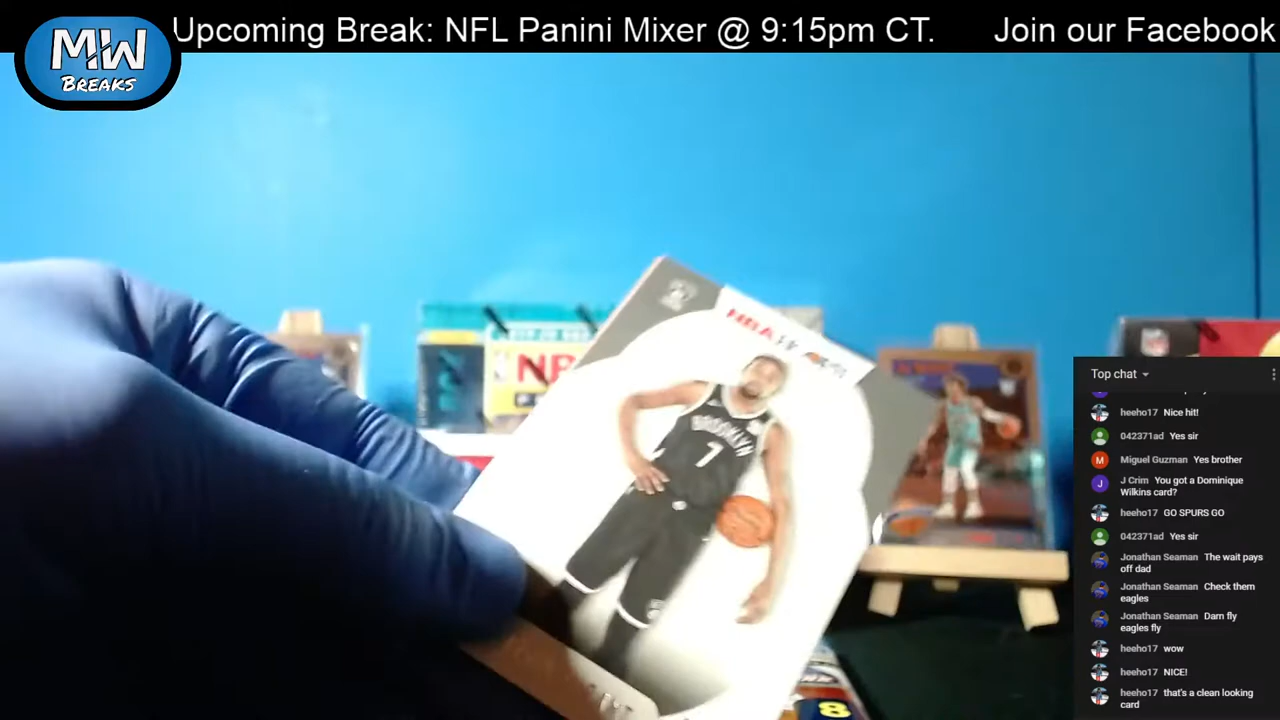 Upcoming Break: NFL Panini Mixer @ 9:15pm CT. Join our Facebook
MW
BREAKS
NBA
BROOKLYN
7
NB
8
Top chat
heeho17 Nice hit!
042371ad Yes sir
Miguel Guzman Yes brother
J Crim You got a Dominique
Wilkins card?
heeho17 GO SPURS GO
042371ad Yes sir
Jonathan Seaman The wait pays
off dad
Jonathan Seaman Check them
eagles
Jonathan Seaman Darn fly
eagles fly
heeho17 wow
heeho17 NICE!
heeho17 that's a clean looking
card